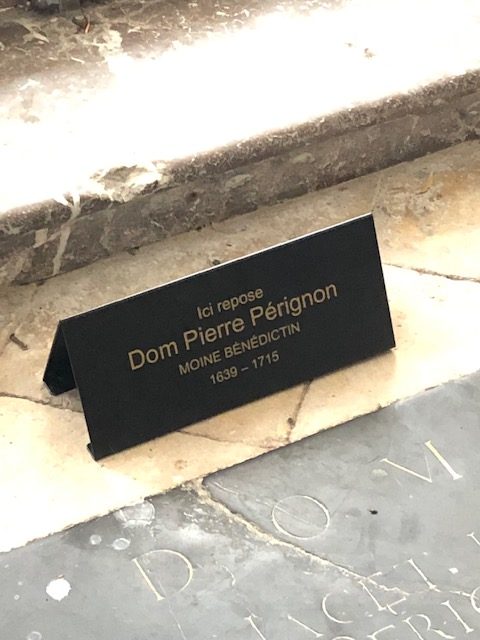 Ici repose
Dom Pierre Pérignon
MOINE BÉNÉDICTIN
1639 – 1715
D O M